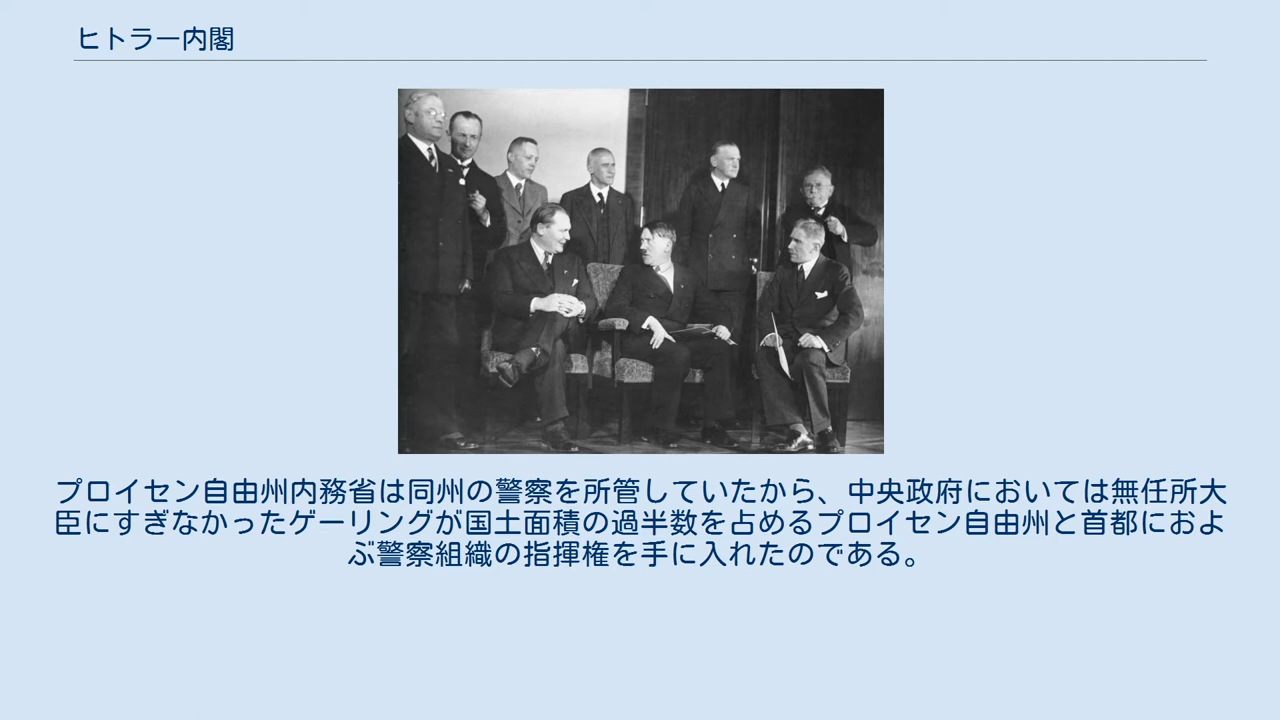 ヒトラー内閣
プロイセン自由州内務省は同州の警察を所管していたから、中央政府においては無任所大
臣にすぎなかったゲーリングが国土面積の過半数を占めるプロイセン自由州と首都におよ
ぶ警察組織の指揮権を手に入れたのである。